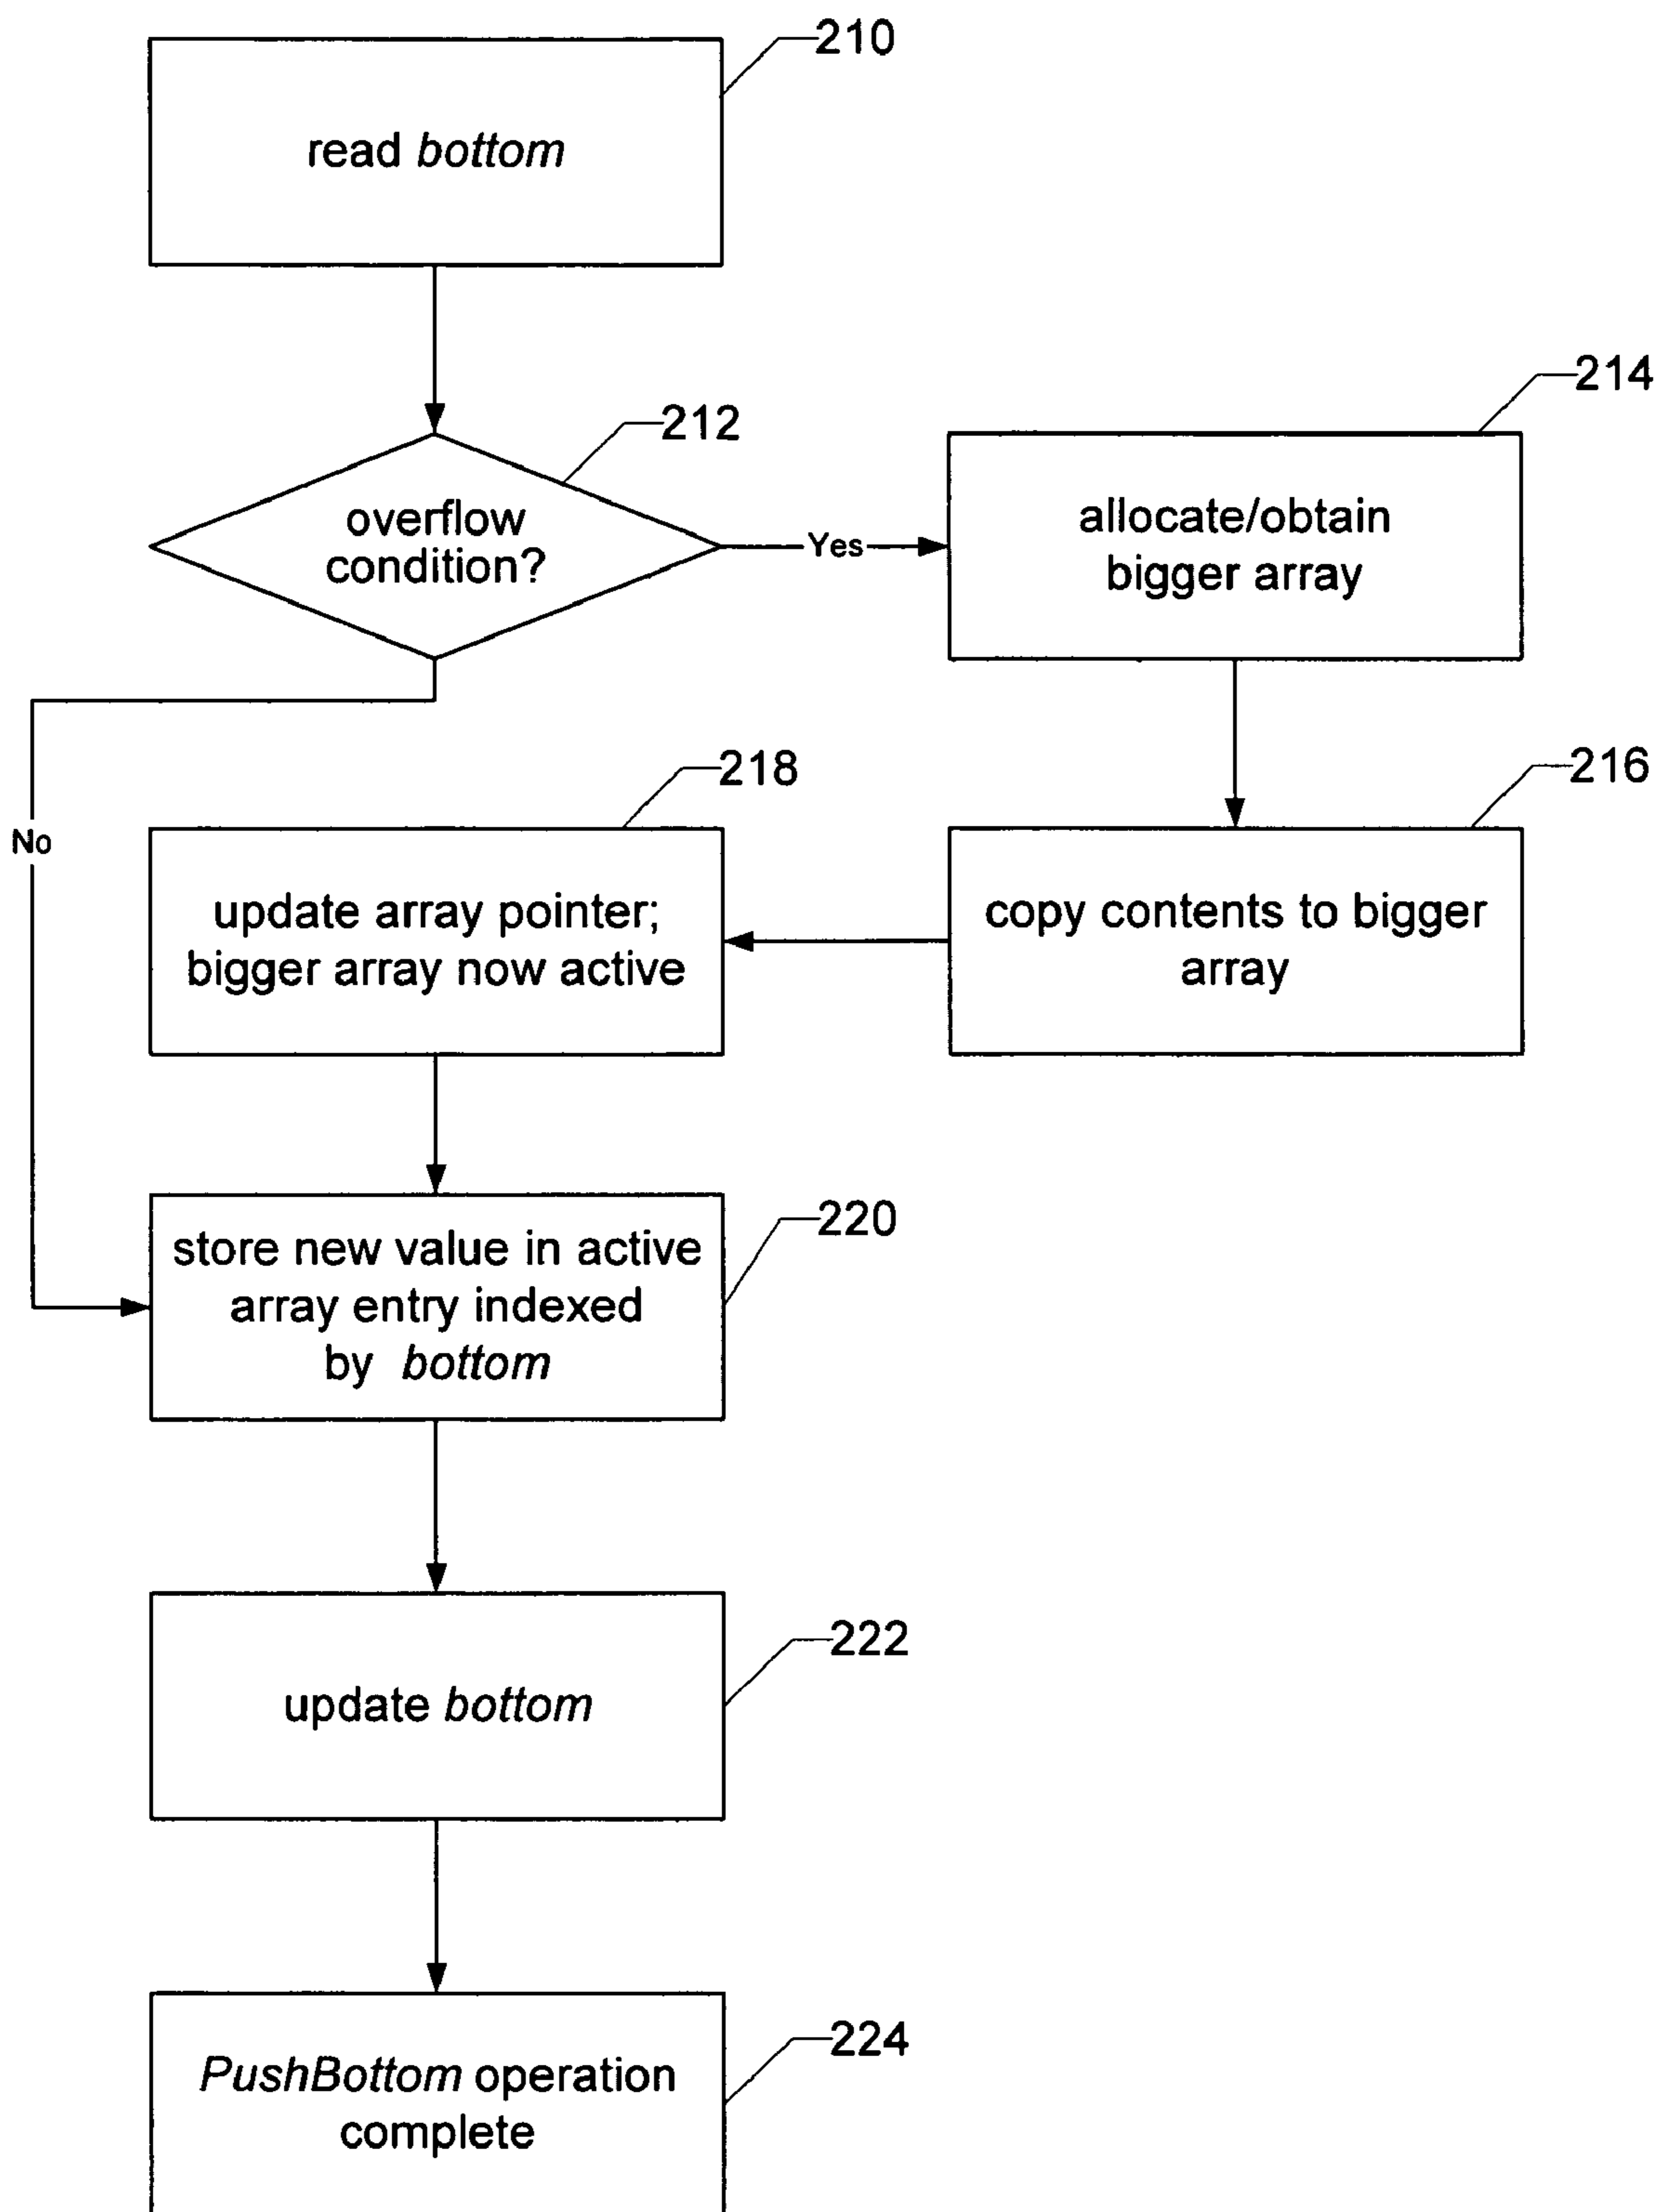 210
read bottom
212
overflow
condition?
Yes
214
allocate/obtain
bigger array
216
copy contents to bigger
array
218
update array pointer;
bigger array now active
No
220
store new value in active
array entry indexed
by bottom
222
update bottom
224
PushBottom operation
complete